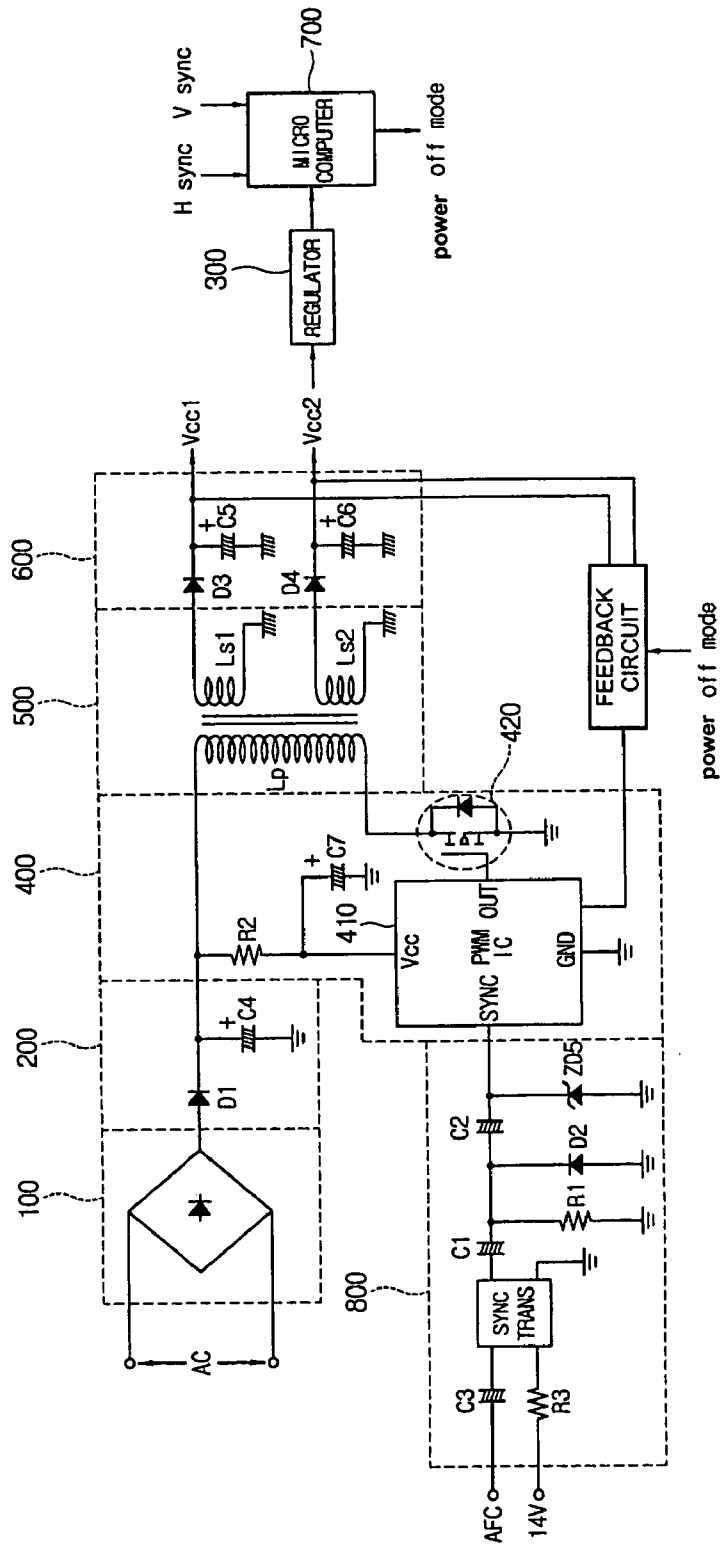 100
200
400
500
600
AC
D1
C4
+
R2
C7
+
Lp
Ls1
Ls2
D3
D4
C5
+
C6
+
Vcc1
Vcc2
300
REGULATOR
H sync
V sync
700
MICRO
COMPUTER
power off mode
410
Vcc
SYNC
PWM
IC
OUT
GND
420
FEEDBACK
CIRCUIT
power off mode
800
AFC
14V
C3
R3
SYNC
TRANS
C1
R1
D2
C2
ZD5